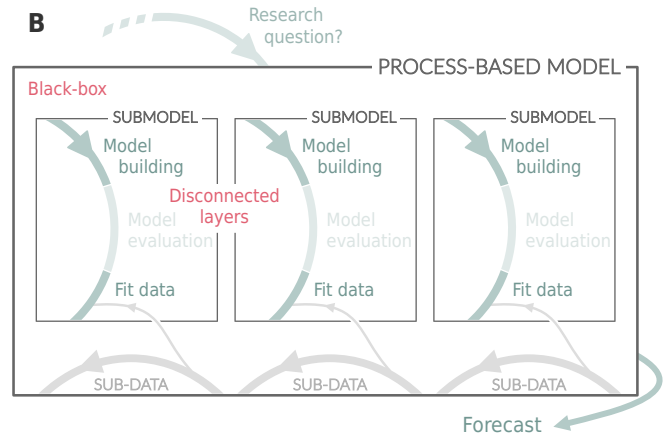 B
Research
question?
PROCESS-BASED MODEL
Black-box
SUBMODEL
SUBMODEL
SUBMODEL
Model
building
Model
building
Model
building
Disconnected
layers
Model
evaluation
Model
evaluation
Model
evaluation
Fit data
Fit data
Fit data
SUB-DATA
SUB-DATA
SUB-DATA
Forecast